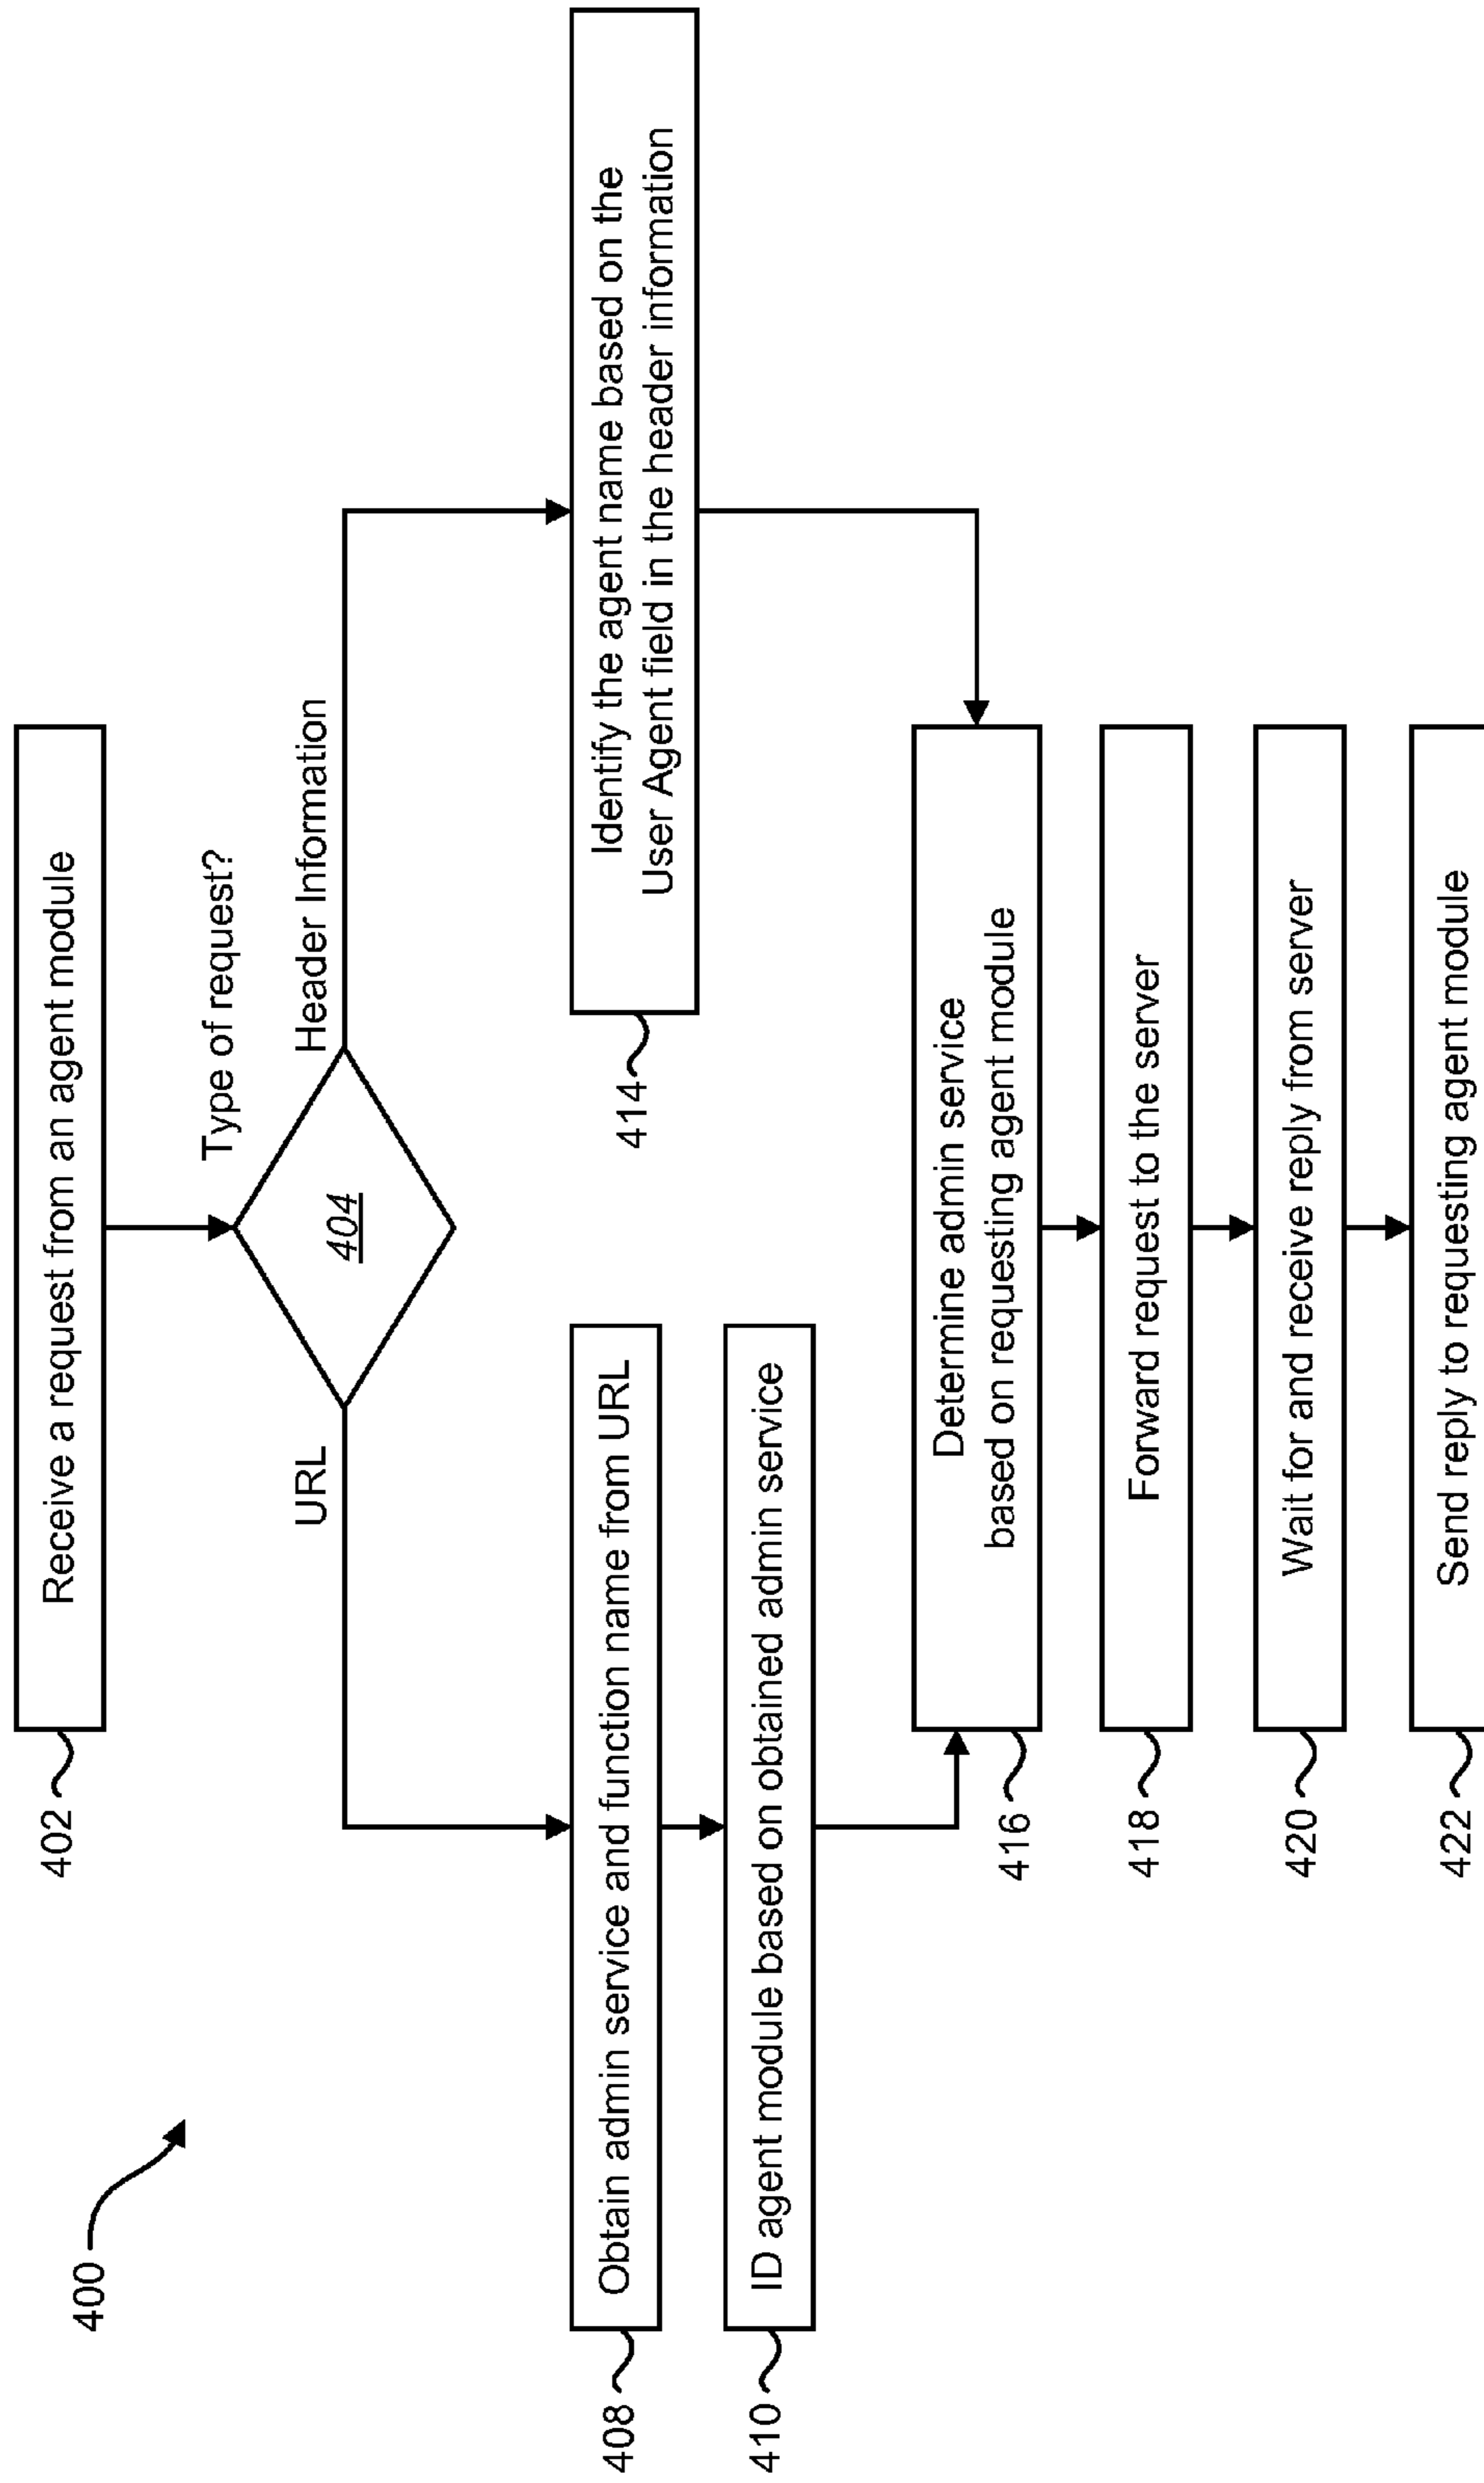 400
402
Receive a request from an agent module
Type of request?
404
URL
Header Information
408
Obtain admin service and function name from URL
410
ID agent module based on obtained admin service
414
Identify the agent name based on the
User Agent field in the header information
416
Determine admin service
based on requesting agent module
418
Forward request to the server
420
Wait for and receive reply from server
422
Send reply to requesting agent module